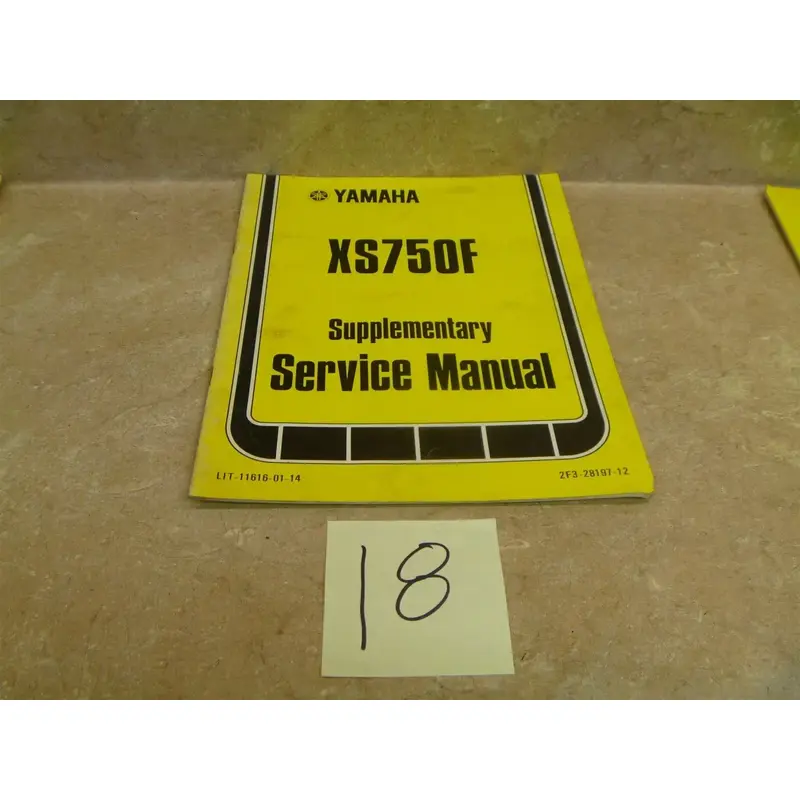 YAMAHA
XS750F
Supplementary
Service Manual
LIT-11616-01-14
2F3-28197-12
18